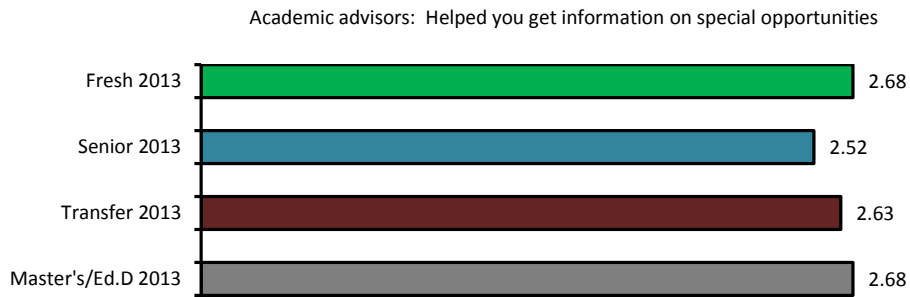 Academic advisors: Helped you get information on special opportunities
Fresh 2013 2.68
Senior 2013 2.52
Transfer 2013 2.63
Master's/Ed.D 2013 2.68